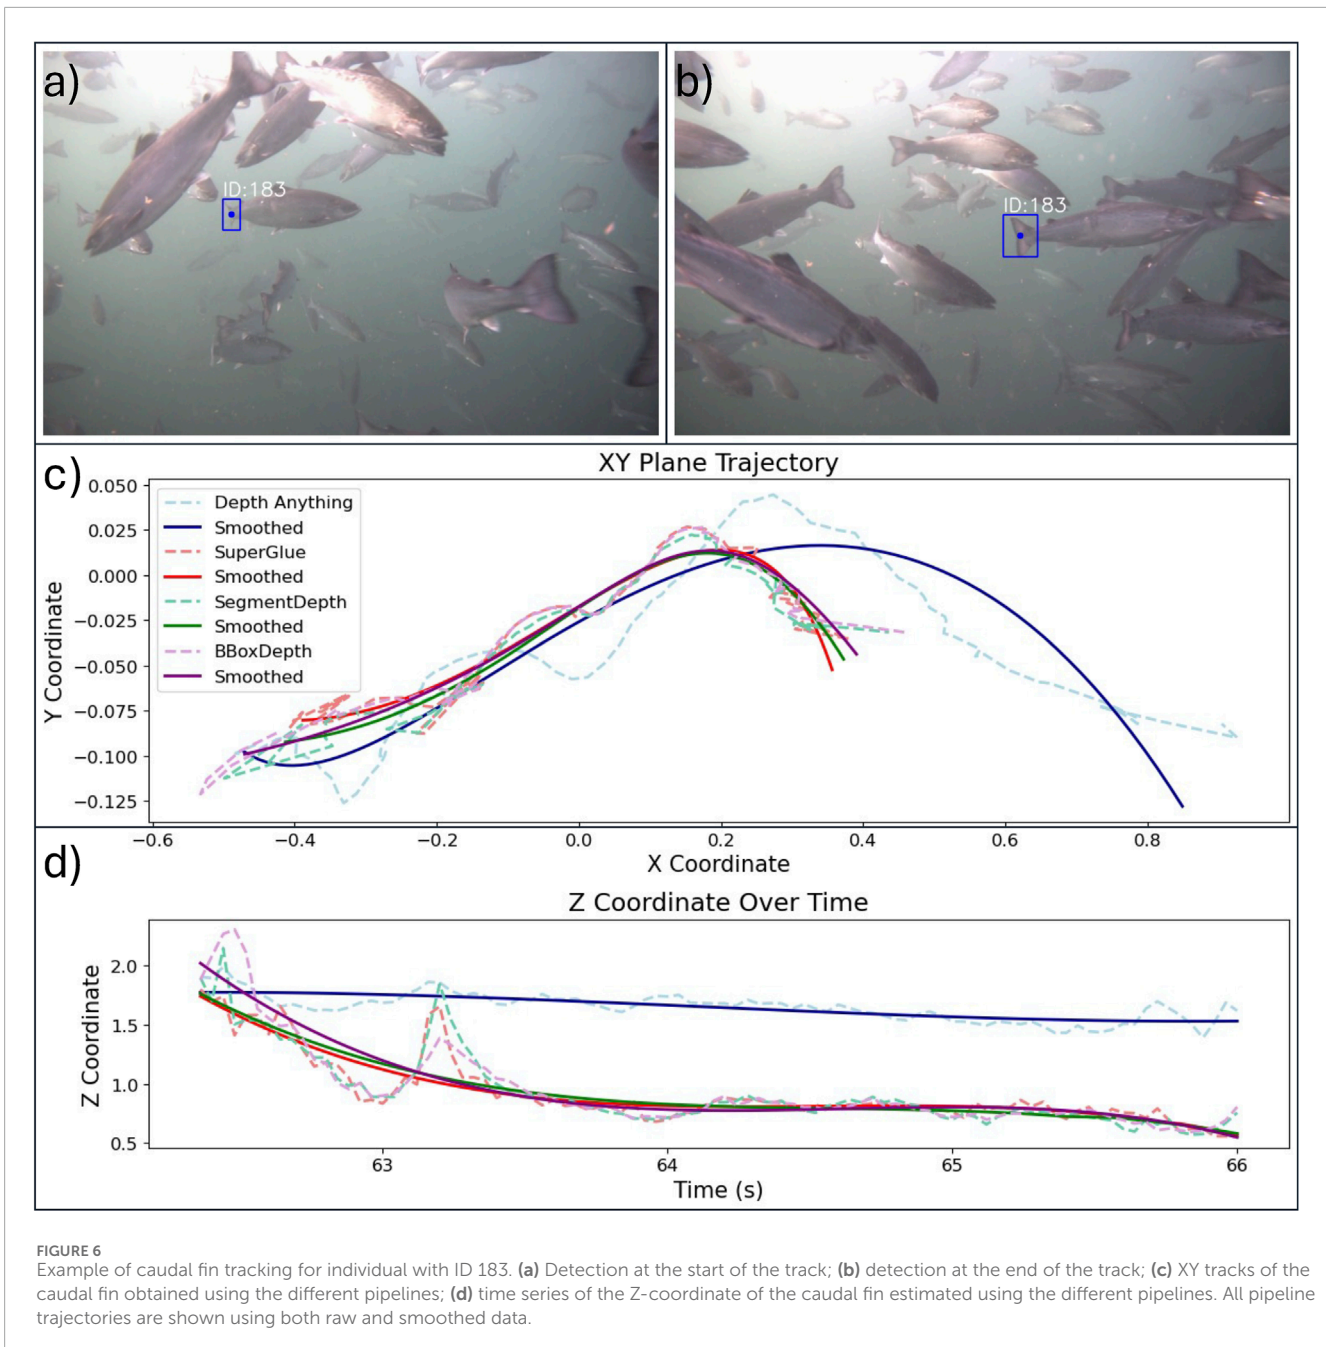 a)
ID:183
b)
ID:183
c)
XY Plane Trajectory
Y Coordinate
0.050
0.025
0.000
−0.025
−0.050
−0.075
−0.100
−0.125
Depth Anything
Smoothed
SuperGlue
Smoothed
SegmentDepth
Smoothed
BBoxDepth
Smoothed
−0.6 −0.4 −0.2 0.0 0.2 0.4 0.6 0.8
X Coordinate
d)
Z Coordinate Over Time
Z Coordinate
2.0
1.5
1.0
0.5
63 64 65 66
Time (s)
FIGURE 6
Example of caudal fin tracking for individual with ID 183. (a) Detection at the start of the track; (b) detection at the end of the track; (c) XY tracks of the
caudal fin obtained using the different pipelines; (d) time series of the Z-coordinate of the caudal fin estimated using the different pipelines. All pipeline
trajectories are shown using both raw and smoothed data.